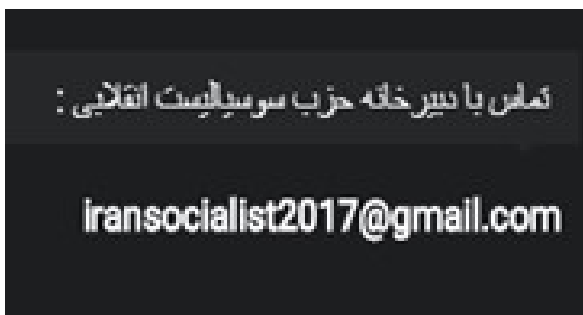 تماس با دبیرخانه حزب سوسیالیست انقلابی :
iransocialist2017@gmail.com